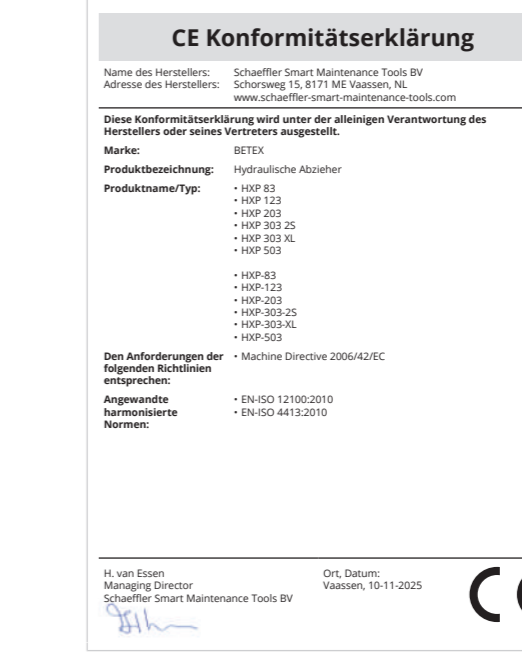 CE Konformitätserklärung
Name des Herstellers: Schaeffler Smart Maintenance Tools BV
Adresse des Herstellers: Schorsweg 15, 8171 ME Vaassen, NL
www.schaeffler-smart-maintenance-tools.com
Diese Konformitätserklärung wird unter der alleinigen Verantwortung des
Herstellers oder seines Vertreters ausgestellt.
Marke: BETEX
Produktbezeichnung: Hydraulische Abzieher
Produktname/Typ: • HXP 83
• HXP 123
• HXP 203
• HXP 303 2S
• HXP 303 XL
• HXP 503
• HXP-83
• HXP-123
• HXP-203
• HXP-303-2S
• HXP-303-XL
• HXP-503
Den Anforderungen der • Machine Directive 2006/42/EC
folgenden Richtlinien
entsprechen:
Angewandte • EN-ISO 12100:2010
harmonisierte • EN-ISO 4413:2010
Normen:
H. van Essen
Managing Director
Schaeffler Smart Maintenance Tools BV
Ort, Datum:
Vaassen, 10-11-2025